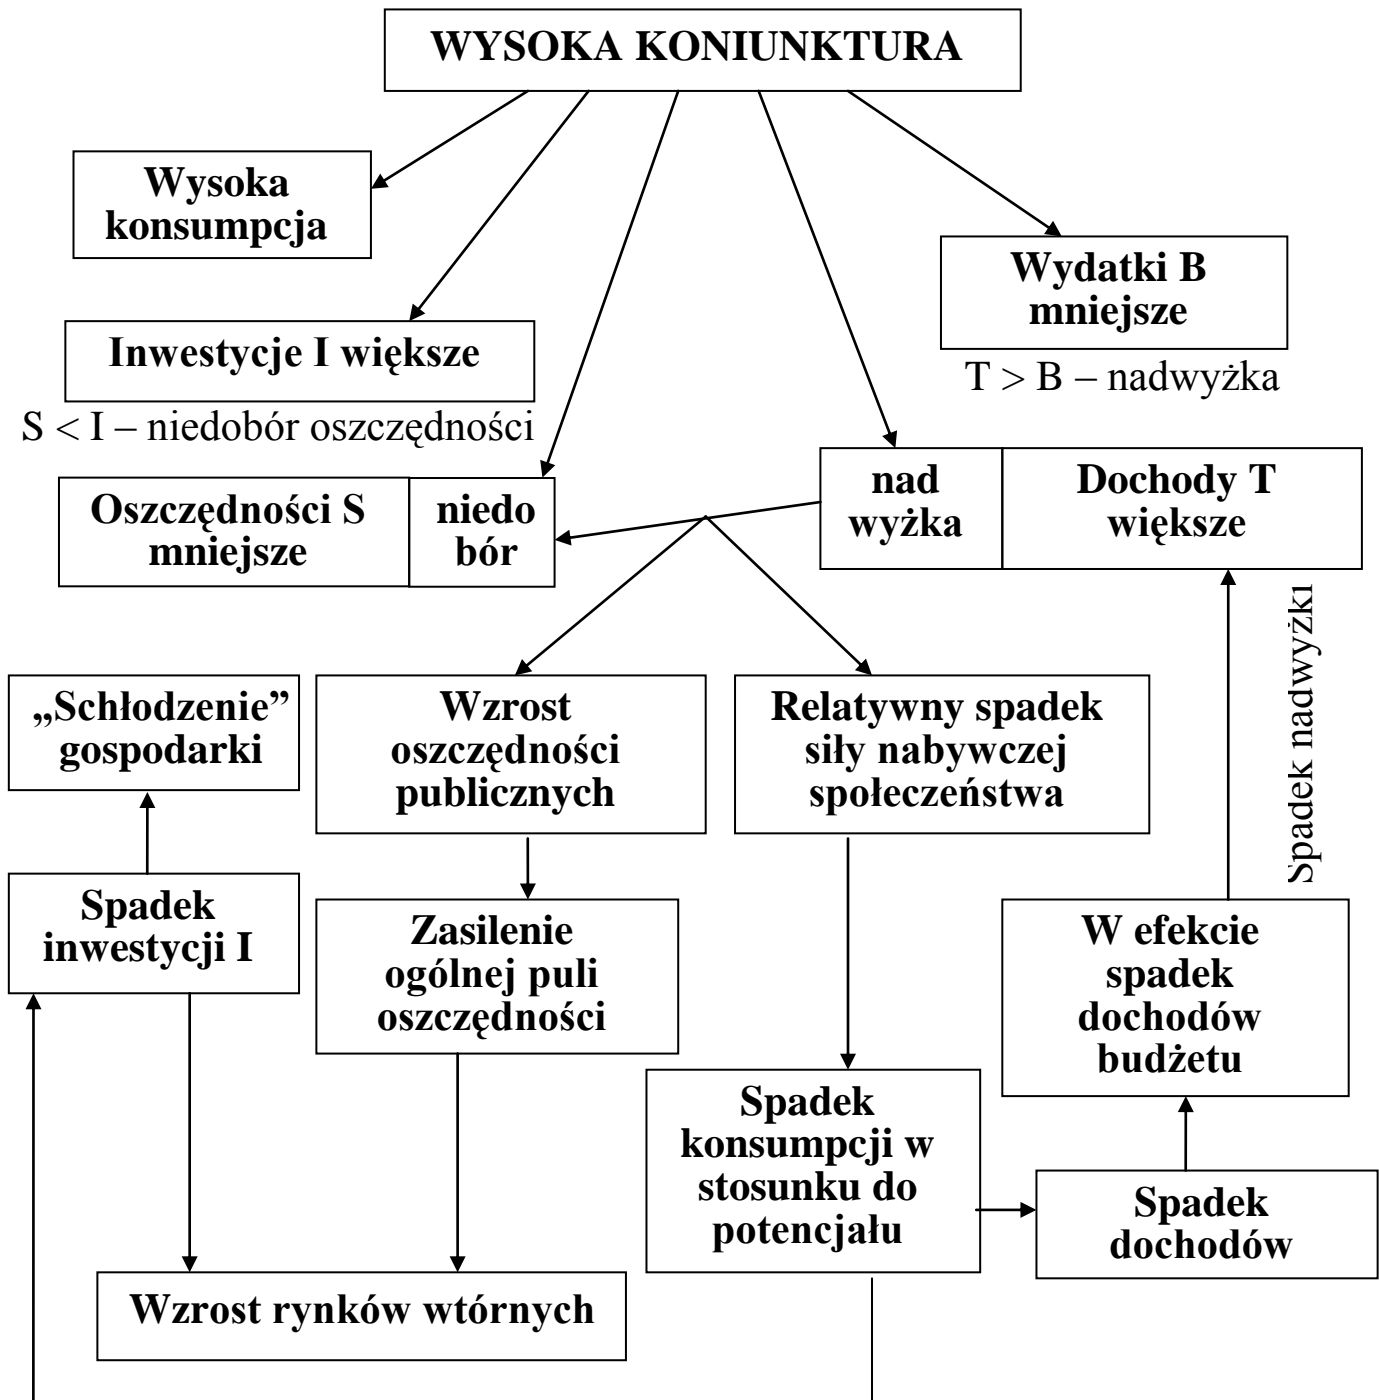 WYSOKA KONIUNKTURA
Wysoka
konsumpcja
Wydatki B
mniejsze
Inwestycje I większe
T > B – nadwyżka
S < I – niedobór oszczędności
Oszczędności S
mniejsze
niedo
bór
nad
wyżka
Dochody T
większe
Spadek nadwyżki
„Schłodzenie”
gospodarki
Wzrost
oszczędności
publicznych
Relatywny spadek
siły nabywczej
społeczeństwa
Spadek
inwestycji I
Zasilenie
ogólnej puli
oszczędności
W efekcie
spadek
dochodów
budżetu
Spadek
konsumpcji w
stosunku do
potencjału
Spadek
dochodów
Wzrost rynków wtórnych